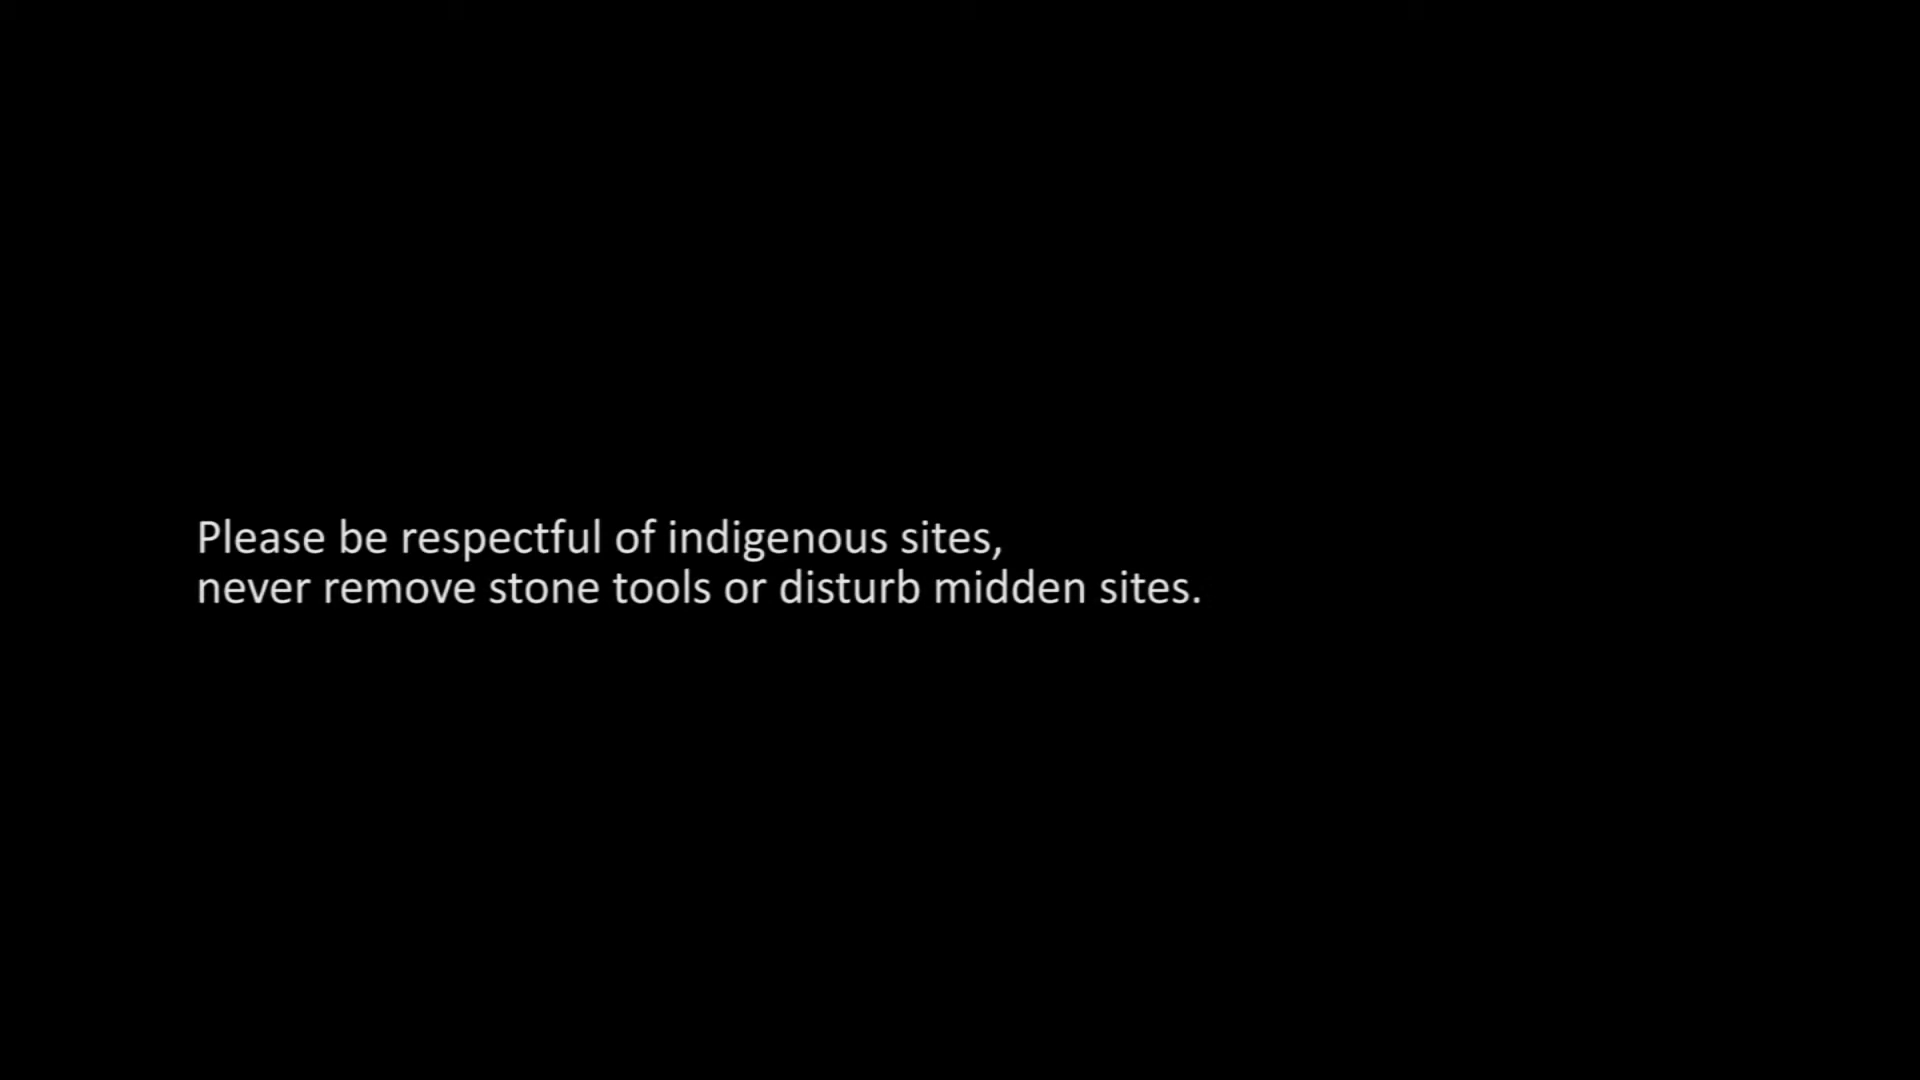 Please be respectful of indigenous sites,
never remove stone tools or disturb midden sites.